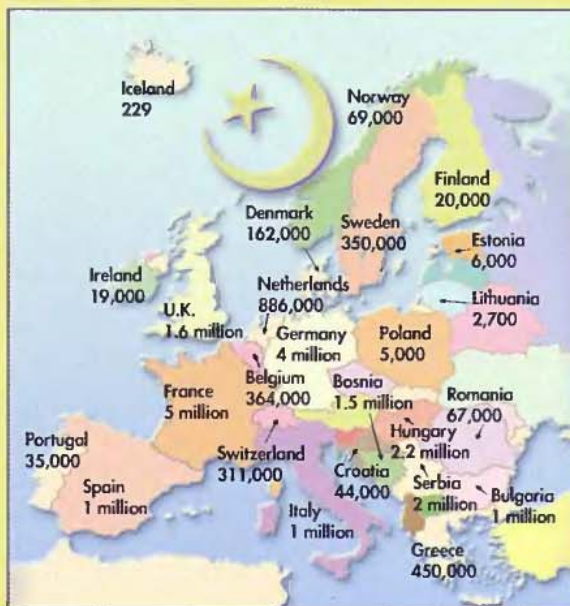 Iceland
229
Norway
69,000
Finland
20,000
Denmark
162,000
Sweden
350,000
Estonia
6,000
Ireland
19,000
Netherlands
886,000
Lithuania
2,700
U.K.
1.6 million
Germany
4 million
Poland
5,000
Belgium
364,000
Bosnia
1.5 million
France
5 million
Romania
67,000
Hungary
2.2 million
Portugal
35,000
Switzerland
311,000
Croatia
44,000
Serbia
2 million
Spain
1 million
Bulgaria
1 million
Italy
1 million
Greece
450,000